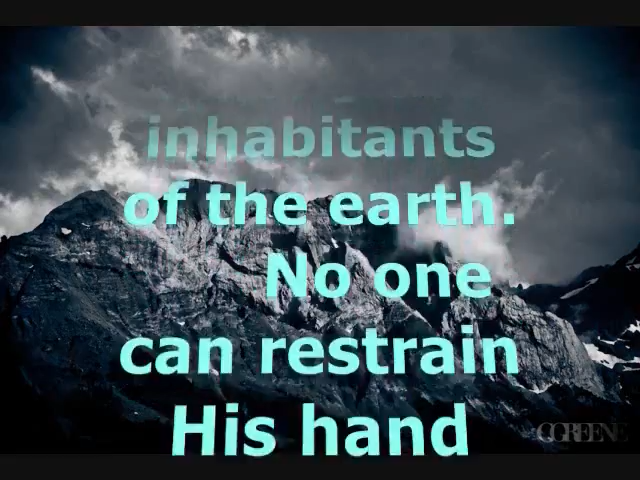 inhabitants
of the earth.
No one
can restrain
His hand